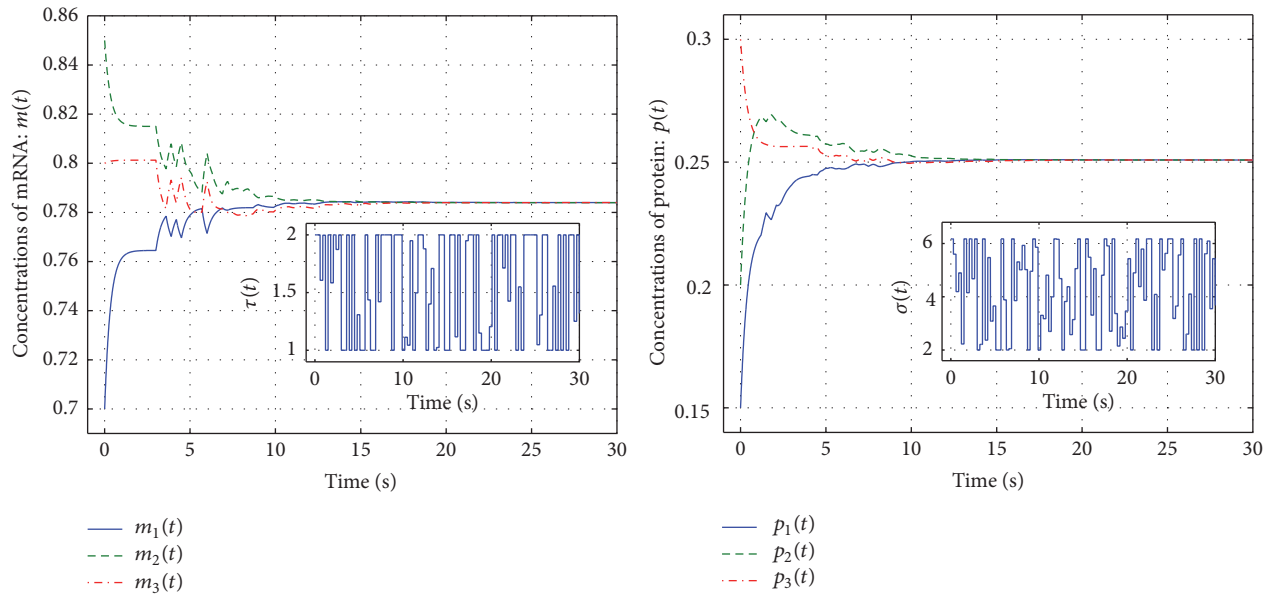 Concentrations of mRNA: m(t)
0.86
0.84
0.82
0.8
0.78
0.76
0.74
0.72
0.7
0 5 10 15 20 25 30
Time (s)
τ(t)
2
1.5
1
0 10 20 30
Time (s)
m₁(t)
m₂(t)
m₃(t)
Concentrations of protein: p(t)
0.3
0.25
0.2
0.15
0 5 10 15 20 25 30
Time (s)
σ(t)
6
4
2
0 10 20 30
Time (s)
p₁(t)
p₂(t)
p₃(t)